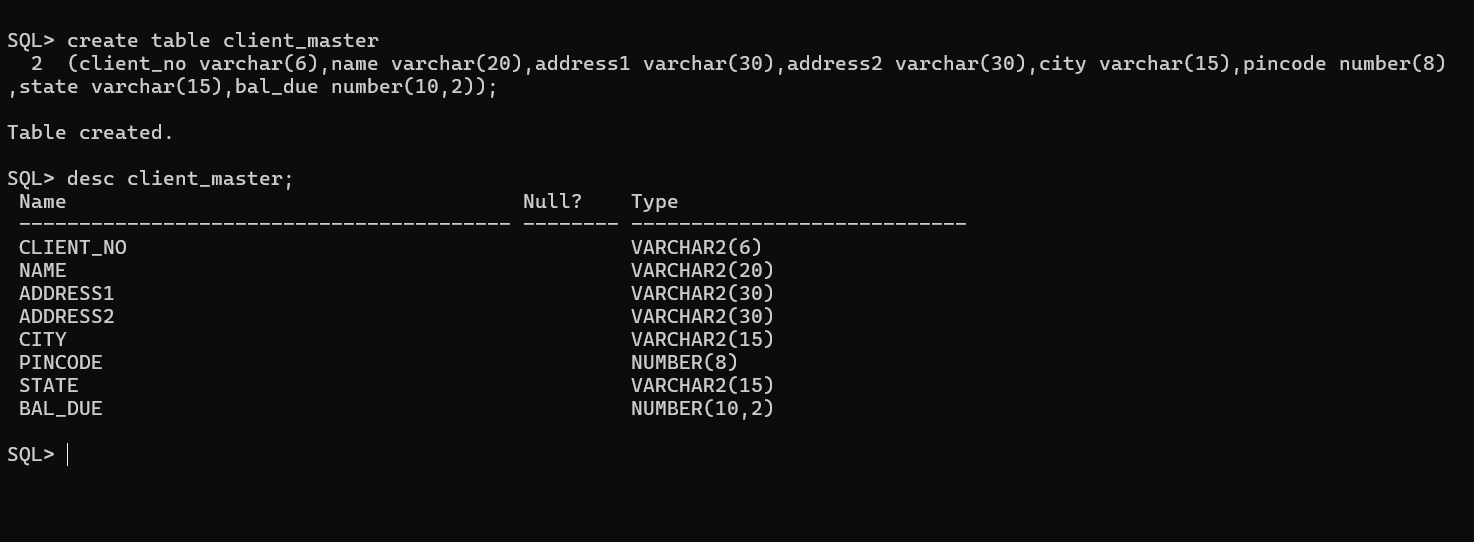 SQL> create table client_master
  2  (client_no varchar(6),name varchar(20),address1 varchar(30),address2 varchar(30),city varchar(15),pincode number(8)
,state varchar(15),bal_due number(10,2));
Table created.
SQL> desc client_master;
 Name                                      Null?    Type
 ----------------------------------------- -------- ----------------------------
 CLIENT_NO                                          VARCHAR2(6)
 NAME                                               VARCHAR2(20)
 ADDRESS1                                           VARCHAR2(30)
 ADDRESS2                                           VARCHAR2(30)
 CITY                                               VARCHAR2(15)
 PINCODE                                            NUMBER(8)
 STATE                                              VARCHAR2(15)
 BAL_DUE                                            NUMBER(10,2)
SQL>